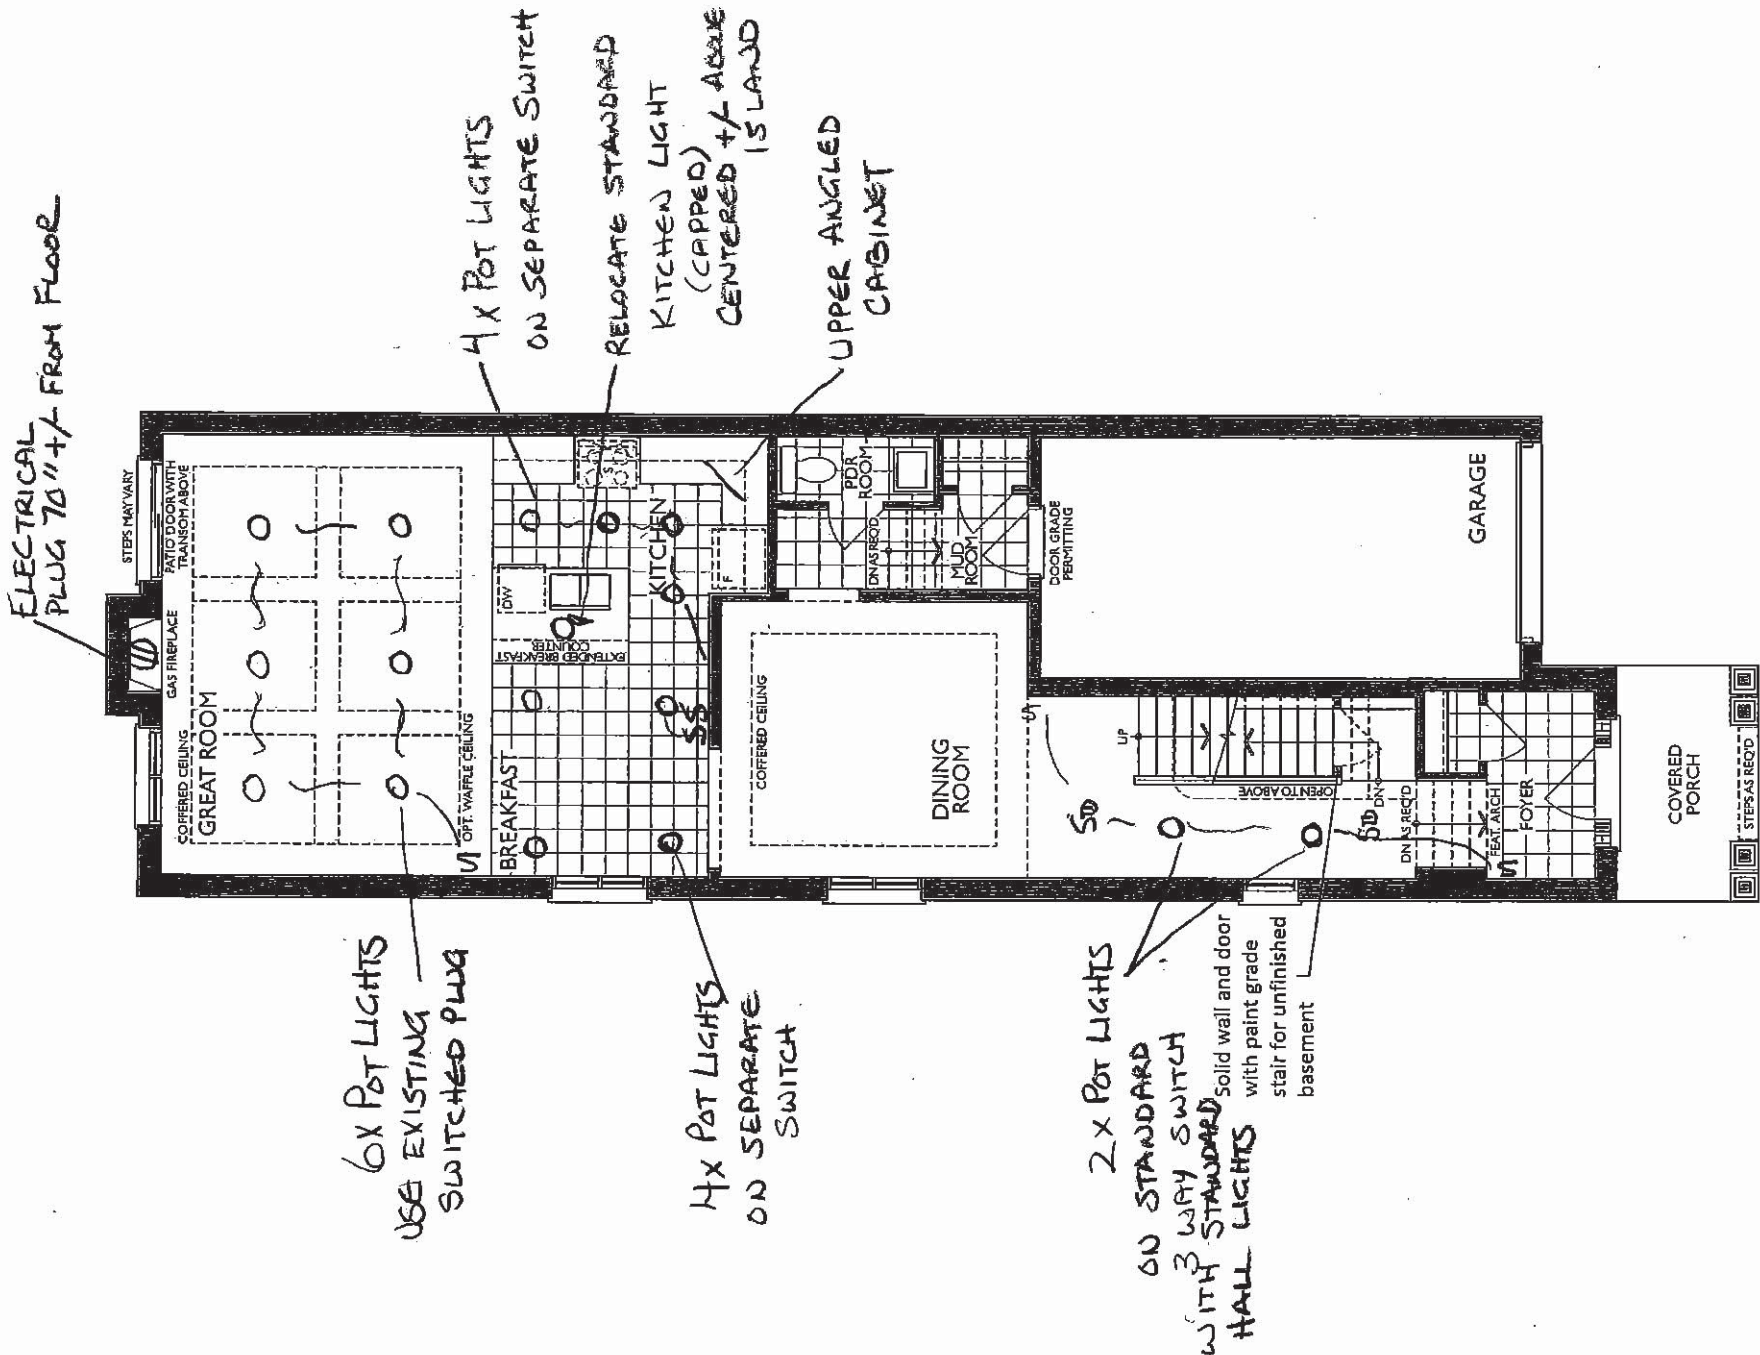 ELECTRICAL
PLUG 70" +/- FROM FLOOR
4 X POT LIGHTS
ON SEPARATE SWITCH
RELOCATE STANDARD
KITCHEN LIGHT
(CAPPED)
CENTERED +/- ABOVE
ISLAND
UPPER ANGLED
CABINET
STEPS MAY VARY
PATIO DOOR WITH
TRANSOM ABOVE
GAS FIREPLACE
COFFERED CEILING
GREAT ROOM
OPT. WAFFLE CEILING
BREAKFAST
EXTENDED BREAKFAST
COUNTER
DW
S
KITCHEN
F
SS
PDR
ROOM
DN AS REQ'D
MUD
ROOM
DOOR GRADE
PERMITTING
GARAGE
COFFERED CEILING
DINING
ROOM
S
UP
OPEN TO ABOVE
DN
SD
SD
DN AS REQ'D
FEAT. ARCH
FOYER
S
COVERED
PORCH
STEPS AS REQ'D
S
6X POT LIGHTS
USE EXISTING
SWITCHED PLUG
4X POT LIGHTS
ON SEPARATE
SWITCH
2 X POT LIGHTS
ON STANDARD
3 WAY SWITCH
WITH STANDARD
HALL LIGHTS
solid wall and door
with paint grade
stair for unfinished
basement